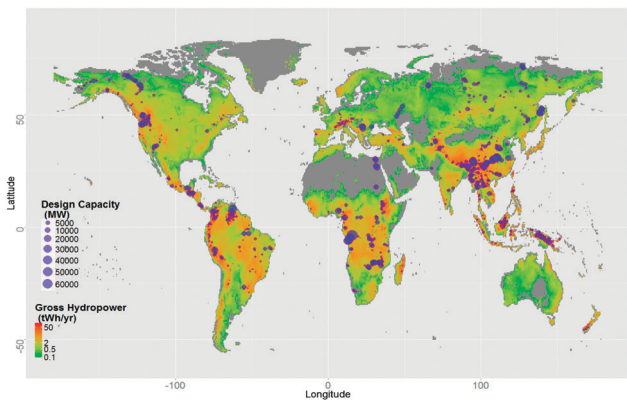 50
0
-50
Latitude
Design Capacity
(MW)
5000
10000
20000
30000
40000
50000
60000
Gross Hydropower
(tWh/yr)
50
2
0.5
0.1
-100
0
100
Longitude